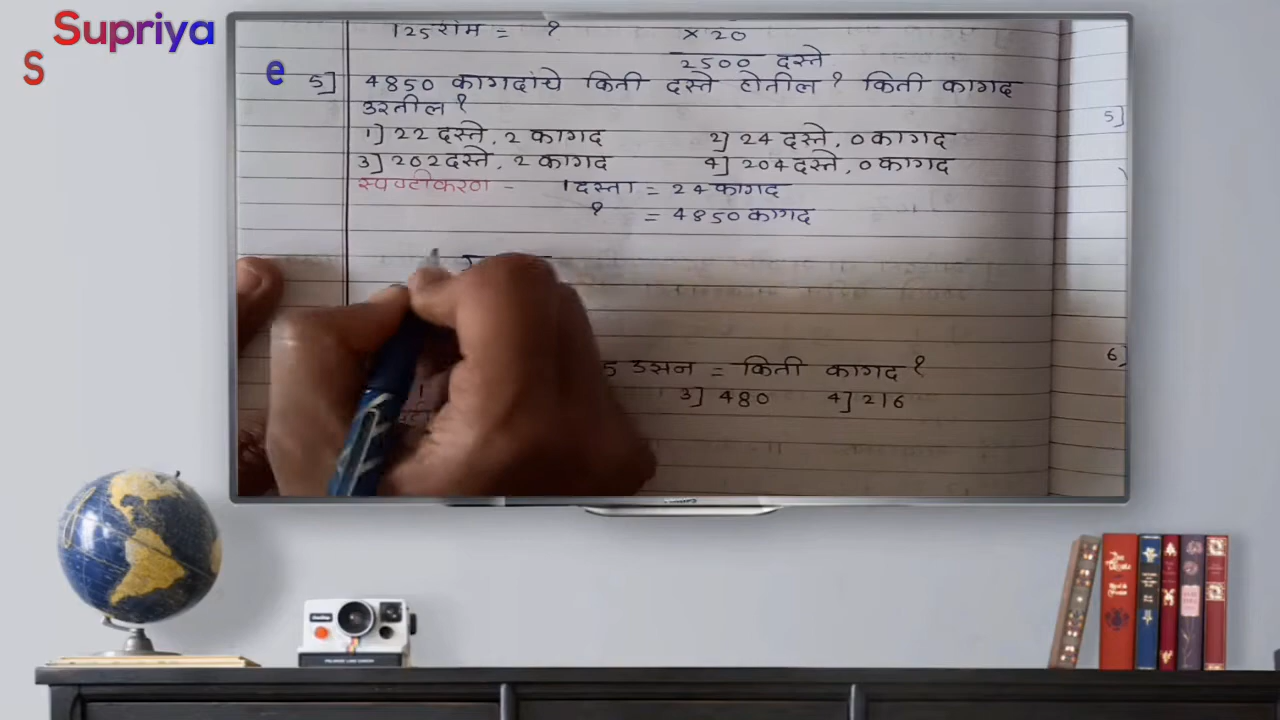 Supriya
S
e
125 रीम = ?
× 20
2500 दस्ते
5] 4850 कागदांचे किती दस्ते होतील ? किती कागद
उरतील ?
1] 22 दस्ते, 2 कागद 2] 24 दस्ते, 0 कागद
3] 202 दस्ते, 2 कागद 4] 204 दस्ते, 0 कागद
स्पष्टीकरण - 1 दस्ता = 24 कागद
? = 4850 कागद
5 डझन = किती कागद ?
3] 480 4] 216
5]
6]